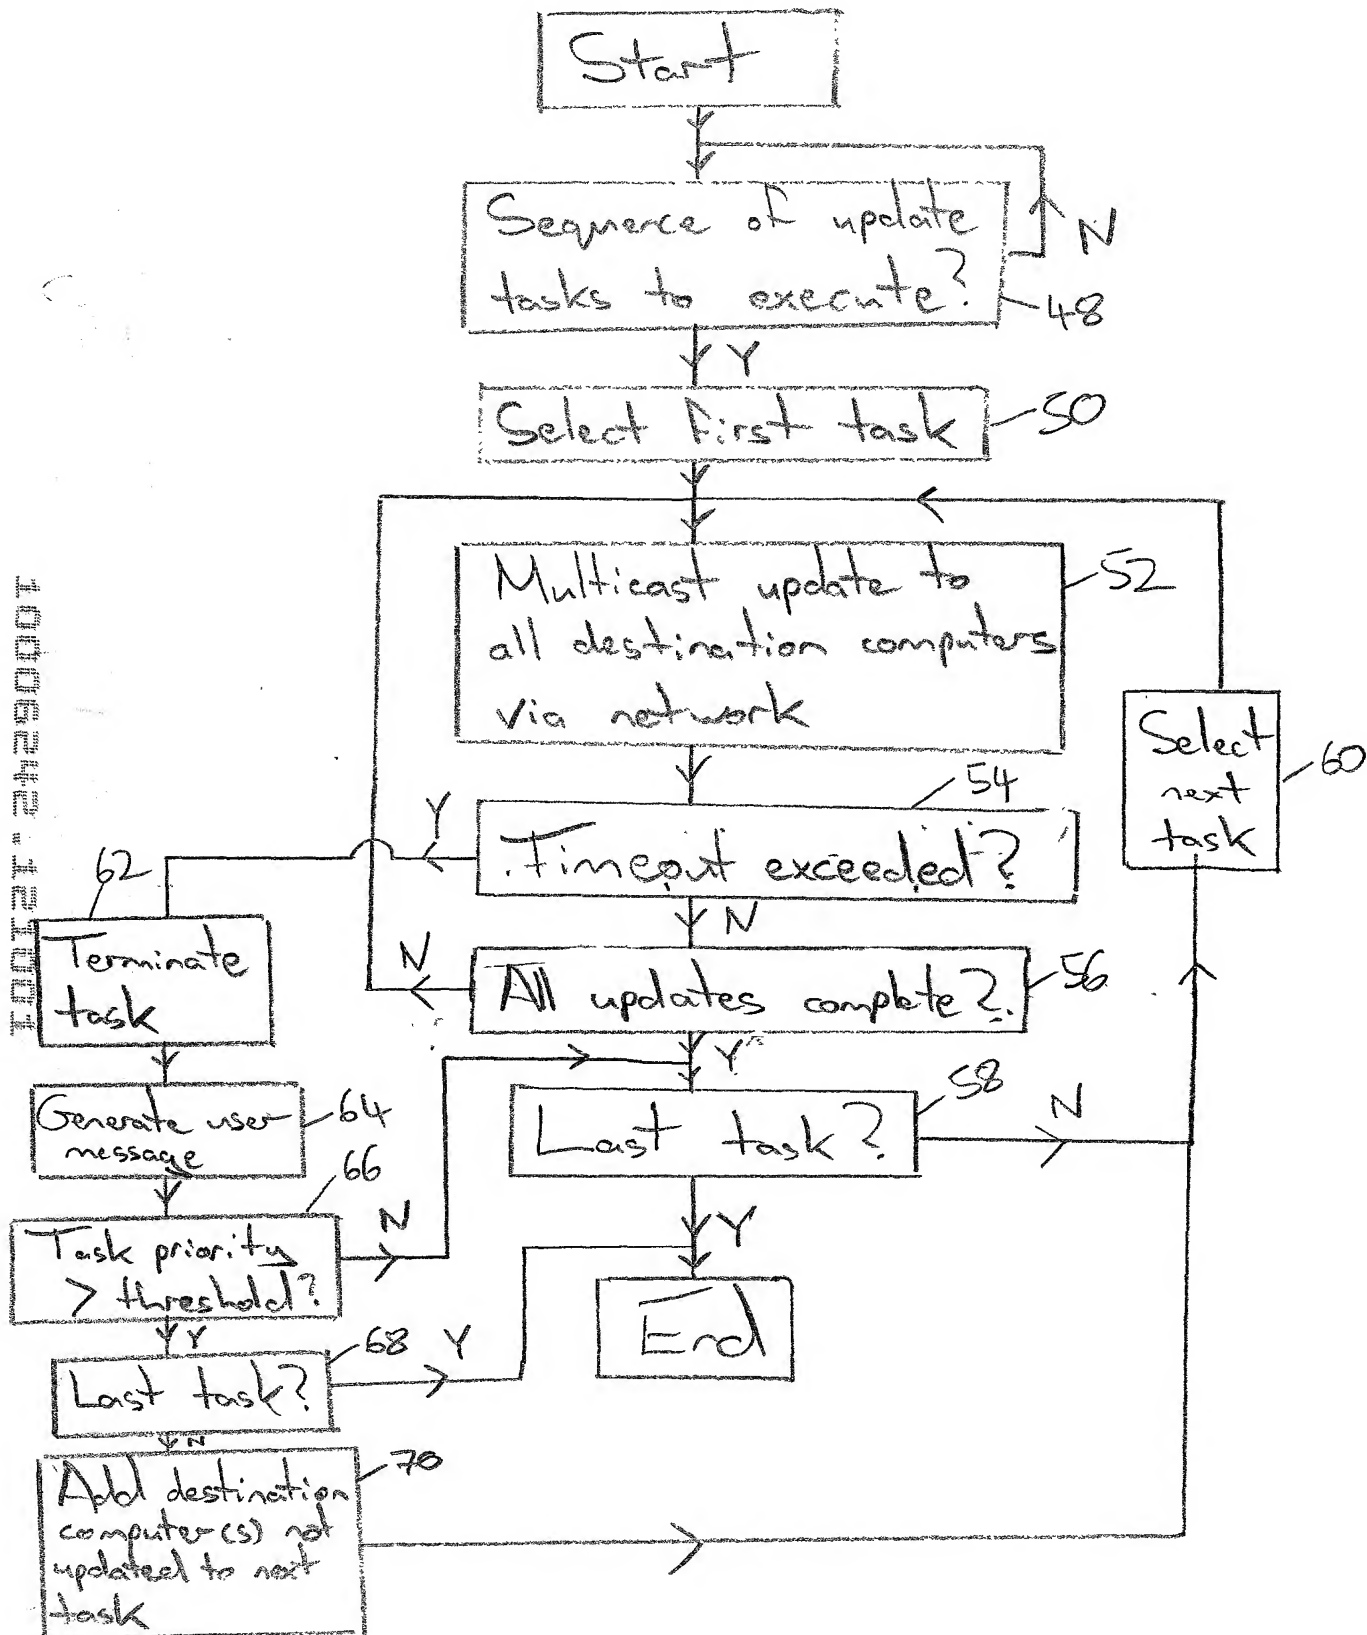 Start
Sequence of update
tasks to execute?
N
48
Y
Select first task
50
Multicast update to
all destination computers
via network
52
Select
next
task
60
54
Y
Timeout exceeded?
N
62
Terminate
task
N
All updates complete?
56
Y
Generate user
message
64
58
Last task?
N
66
Task priority
> threshold?
N
Y
End
Y
68
Last task?
Y
N
70
Add destination
computer(s) not
updated to next
task
10006242.121001